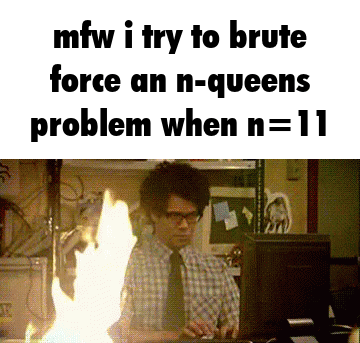 mfw i try to brute
force an n-queens
problem when n=11